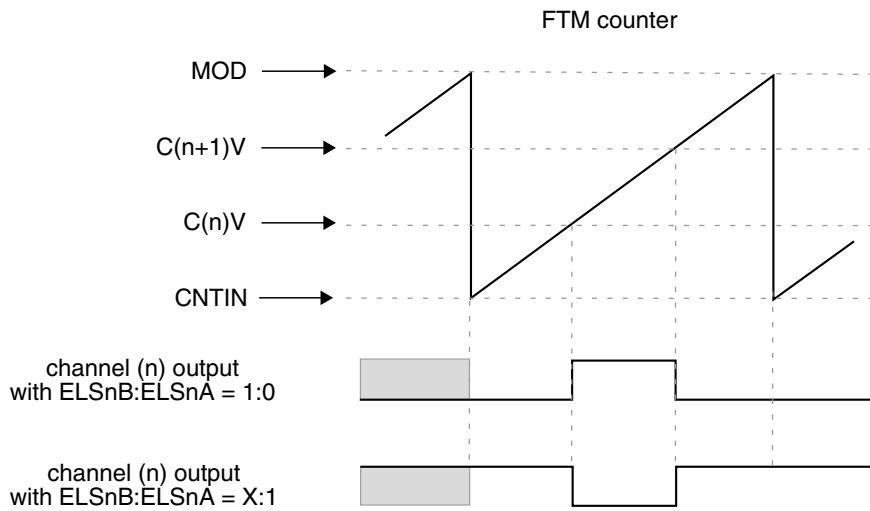 FTM counter
MOD
C(n+1)V
C(n)V
CNTIN
channel (n) output
with ELSnB:ELSnA = 1:0
channel (n) output
with ELSnB:ELSnA = X:1